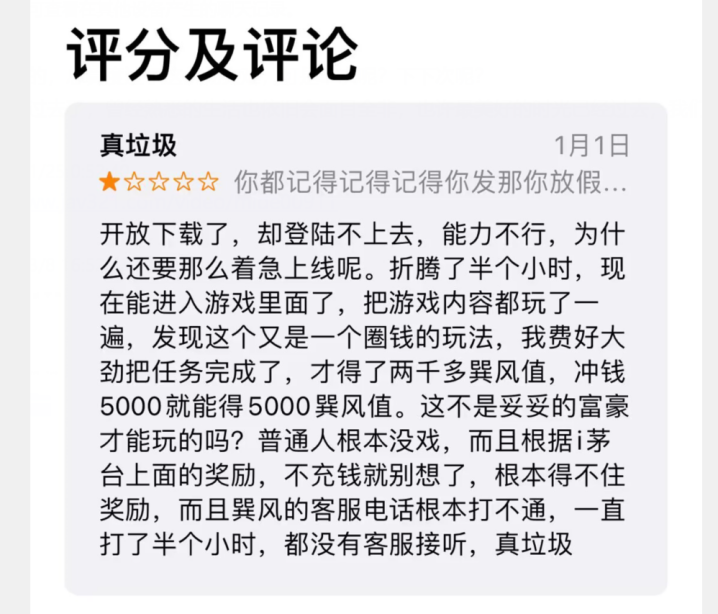 评分及评论
真垃圾 1月1日
★☆☆☆☆ 你都记得记得记得你发那你放假...
开放下载了，却登陆不上去，能力不行，为什
么还要那么着急上线呢。折腾了半个小时，现
在能进入游戏里面了，把游戏内容都玩了一
遍，发现这个又是一个圈钱的玩法，我费好大
劲把任务完成了，才得了两千多巽风值，冲钱
5000就能得5000巽风值。这不是妥妥的富豪
才能玩的吗？普通人根本没戏，而且根据i茅
台上面的奖励，不充钱就别想了，根本得不住
奖励，而且巽风的客服电话根本打不通，一直
打了半个小时，都没有客服接听，真垃圾